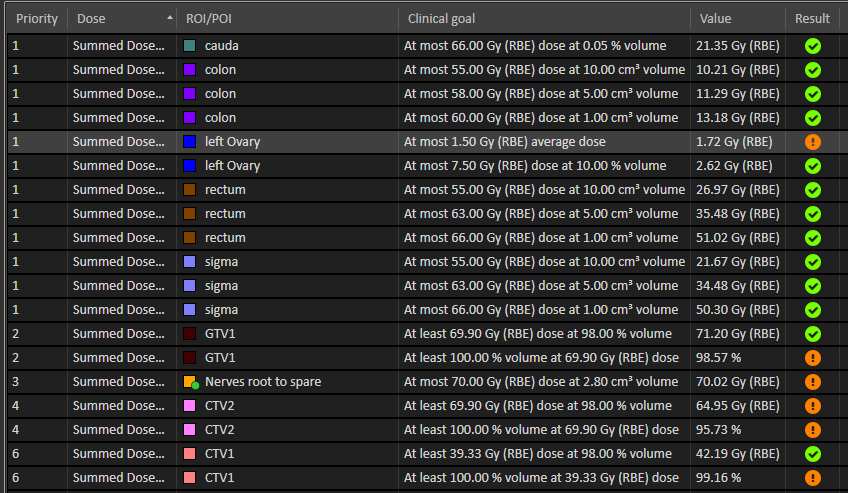 Priority Dose ROI/POI Clinical goal Value Result
1 Summed Dose... cauda At most 66.00 Gy (RBE) dose at 0.05 % volume 21.35 Gy (RBE)
1 Summed Dose... colon At most 55.00 Gy (RBE) dose at 10.00 cm³ volume 10.21 Gy (RBE)
1 Summed Dose... colon At most 58.00 Gy (RBE) dose at 5.00 cm³ volume 11.29 Gy (RBE)
1 Summed Dose... colon At most 60.00 Gy (RBE) dose at 1.00 cm³ volume 13.18 Gy (RBE)
1 Summed Dose... left Ovary At most 1.50 Gy (RBE) average dose 1.72 Gy (RBE)
1 Summed Dose... left Ovary At most 7.50 Gy (RBE) dose at 10.00 % volume 2.62 Gy (RBE)
1 Summed Dose... rectum At most 55.00 Gy (RBE) dose at 10.00 cm³ volume 26.97 Gy (RBE)
1 Summed Dose... rectum At most 63.00 Gy (RBE) dose at 5.00 cm³ volume 35.48 Gy (RBE)
1 Summed Dose... rectum At most 66.00 Gy (RBE) dose at 1.00 cm³ volume 51.02 Gy (RBE)
1 Summed Dose... sigma At most 55.00 Gy (RBE) dose at 10.00 cm³ volume 21.67 Gy (RBE)
1 Summed Dose... sigma At most 63.00 Gy (RBE) dose at 5.00 cm³ volume 34.48 Gy (RBE)
1 Summed Dose... sigma At most 66.00 Gy (RBE) dose at 1.00 cm³ volume 50.30 Gy (RBE)
2 Summed Dose... GTV1 At least 69.90 Gy (RBE) dose at 98.00 % volume 71.20 Gy (RBE)
2 Summed Dose... GTV1 At least 100.00 % volume at 69.90 Gy (RBE) dose 98.57 %
3 Summed Dose... Nerves root to spare At most 70.00 Gy (RBE) dose at 2.80 cm³ volume 70.02 Gy (RBE)
4 Summed Dose... CTV2 At least 69.90 Gy (RBE) dose at 98.00 % volume 64.95 Gy (RBE)
4 Summed Dose... CTV2 At least 100.00 % volume at 69.90 Gy (RBE) dose 95.73 %
6 Summed Dose... CTV1 At least 39.33 Gy (RBE) dose at 98.00 % volume 42.19 Gy (RBE)
6 Summed Dose... CTV1 At least 100.00 % volume at 39.33 Gy (RBE) dose 99.16 %